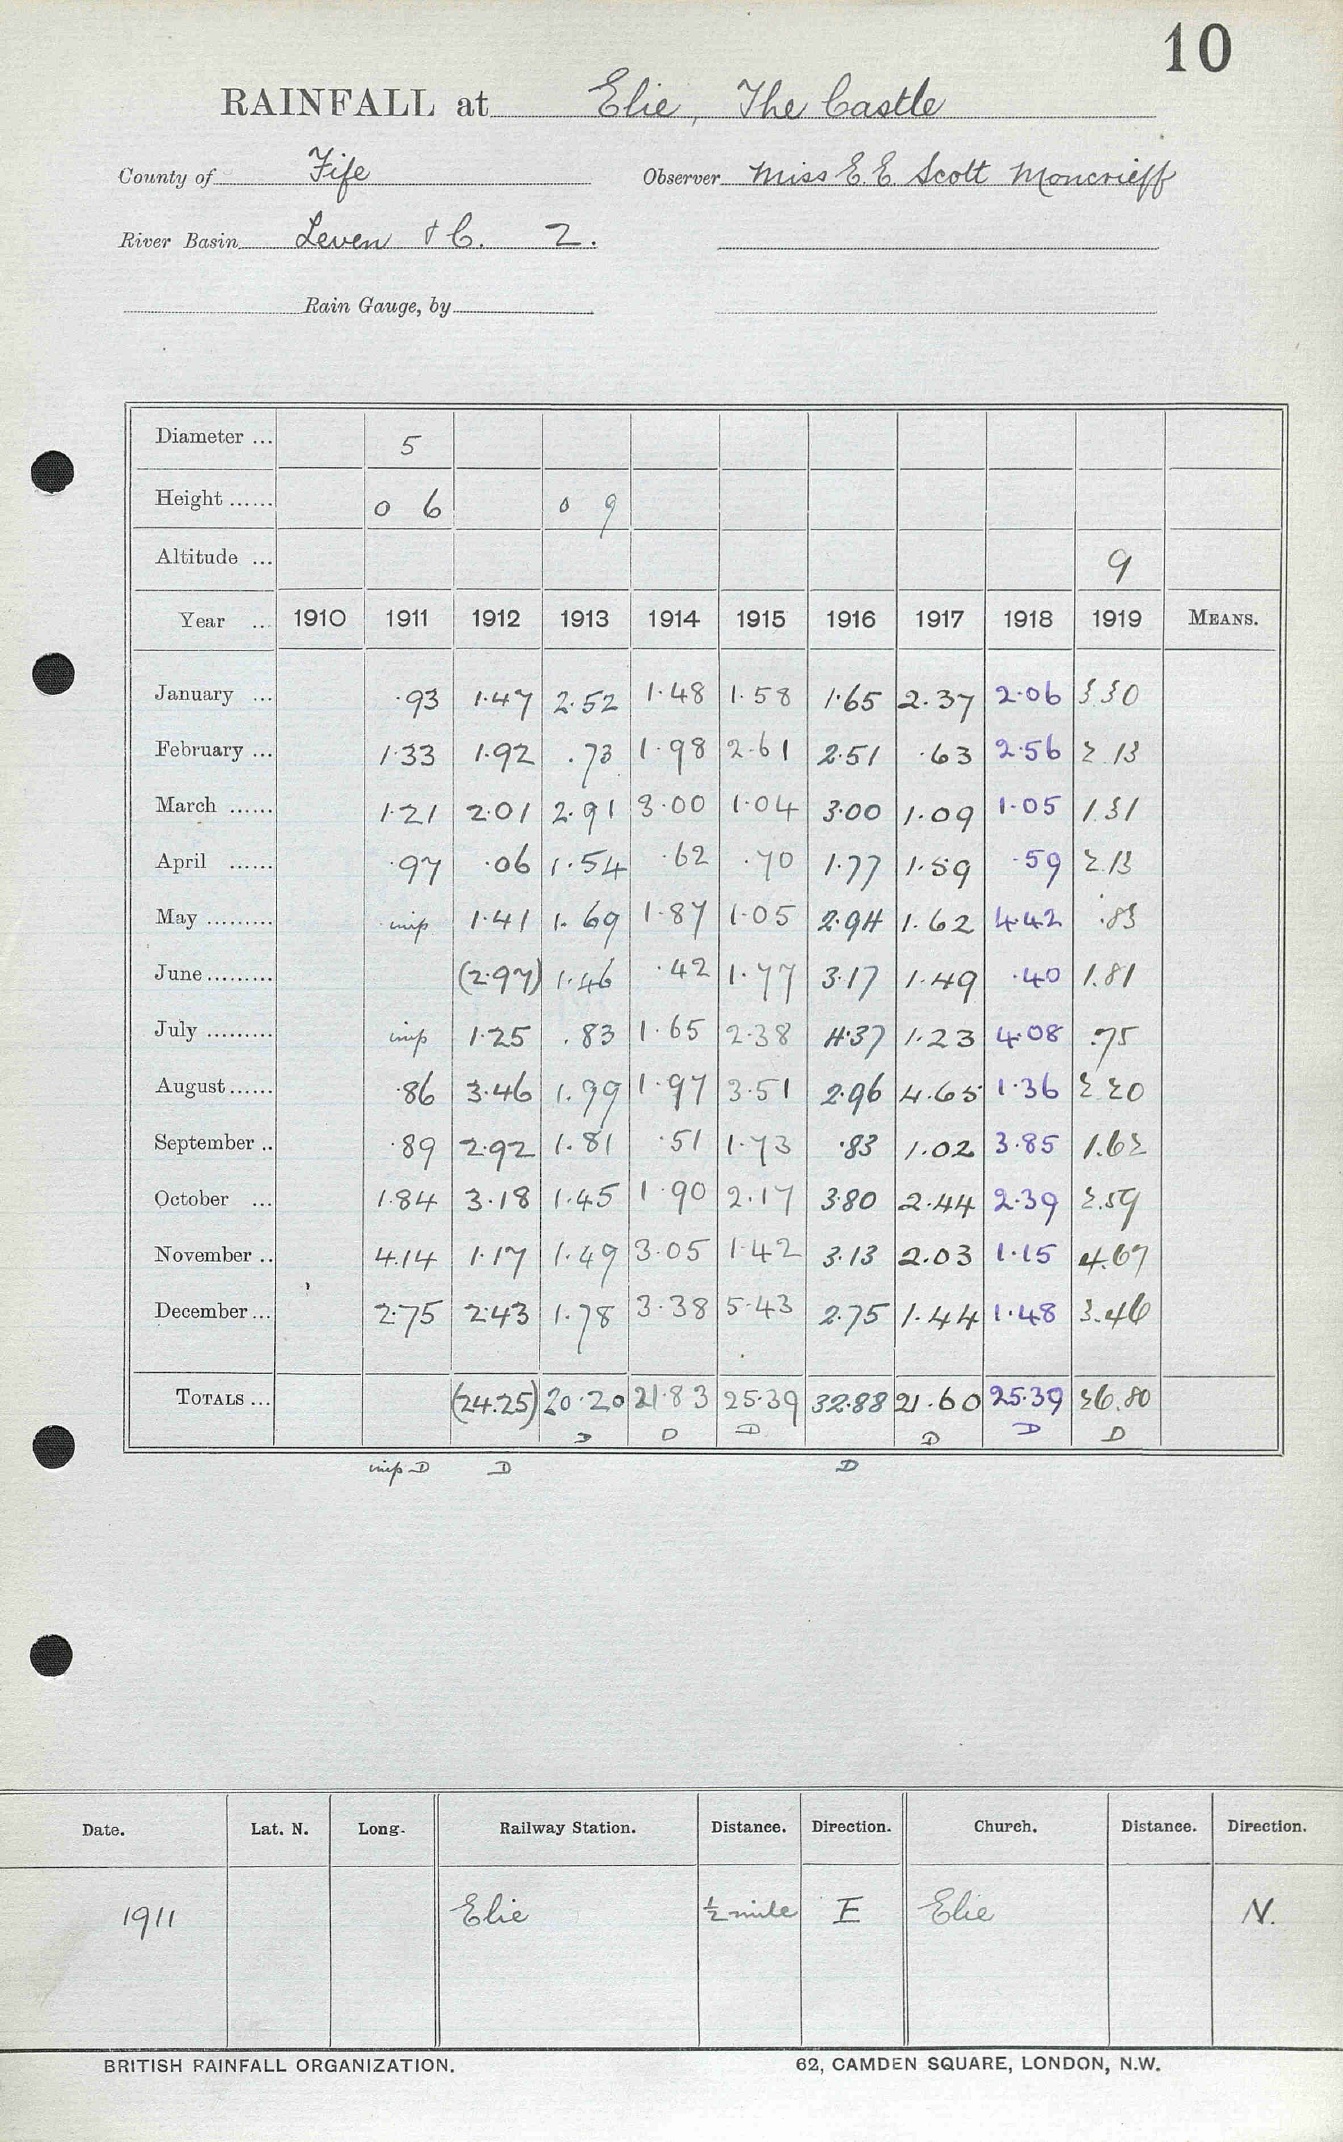 10
RAINFALL at Elie, The Castle
County of Fife Observer Miss E.E. Scott Moncrieff
River Basin Leven &C. 2.
Rain Gauge, by
Diameter ... 5
Height ...... 0 6 0 9
Altitude ... 9
Year ... 1910 1911 1912 1913 1914 1915 1916 1917 1918 1919 MEANS.
January ... .93 1.47 2.52 1.48 1.58 1.65 2.37 2.06 3.30
February ... 1.33 1.92 .73 1.98 2.61 2.51 .63 2.56 2.13
March ...... 1.21 2.01 2.91 3.00 1.04 3.00 1.09 1.05 1.31
April ...... .97 .06 1.54 .62 .70 1.77 1.59 .59 2.13
May ......... imp 1.41 1.69 1.87 1.05 2.94 1.62 4.42 .83
June ......... (2.97) 1.46 .42 1.77 3.17 1.49 .40 1.81
July ......... imp 1.25 .83 1.65 2.38 4.37 1.23 4.08 .75
August ...... .86 3.46 1.99 1.97 3.51 2.96 4.65 1.36 2.20
September .. .89 2.92 1.81 .51 1.73 .83 1.02 3.85 1.62
October ... 1.84 3.18 1.45 1.90 2.17 3.80 2.44 2.39 2.59
November .. 4.14 1.17 1.49 3.05 1.42 3.13 2.03 1.15 4.67
December ... 2.75 2.43 1.78 3.38 5.43 2.75 1.44 1.48 3.46
TOTALS ... (24.25) 20.20 21.83 25.39 32.88 21.60 25.39 26.80
D D D D D D
imp D D D
Date. Lat. N. Long. Railway Station. Distance. Direction. Church. Distance. Direction.
1911 Elie ½ mile E Elie N.
BRITISH RAINFALL ORGANIZATION. 62, CAMDEN SQUARE, LONDON, N.W.